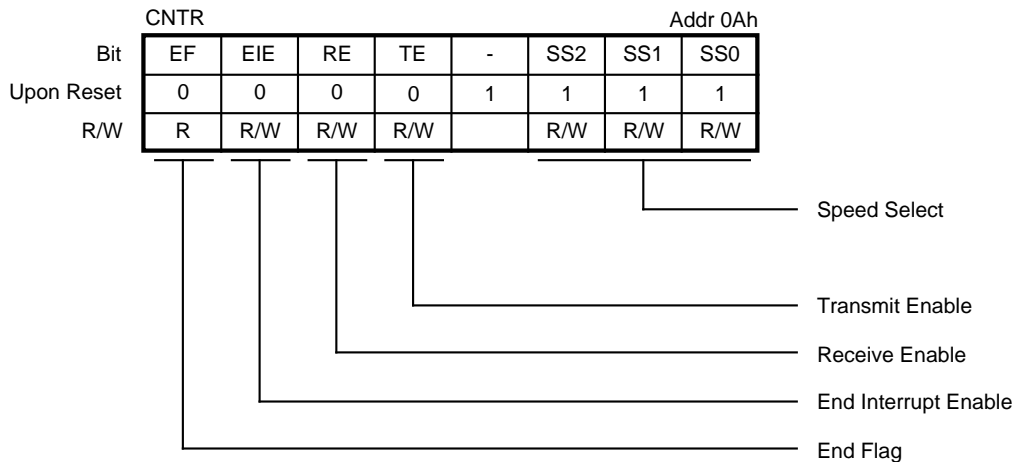 CNTR Addr 0Ah
Bit EF EIE RE TE - SS2 SS1 SS0
Upon Reset 0 0 0 0 1 1 1 1
R/W R R/W R/W R/W R/W R/W R/W
Speed Select
Transmit Enable
Receive Enable
End Interrupt Enable
End Flag